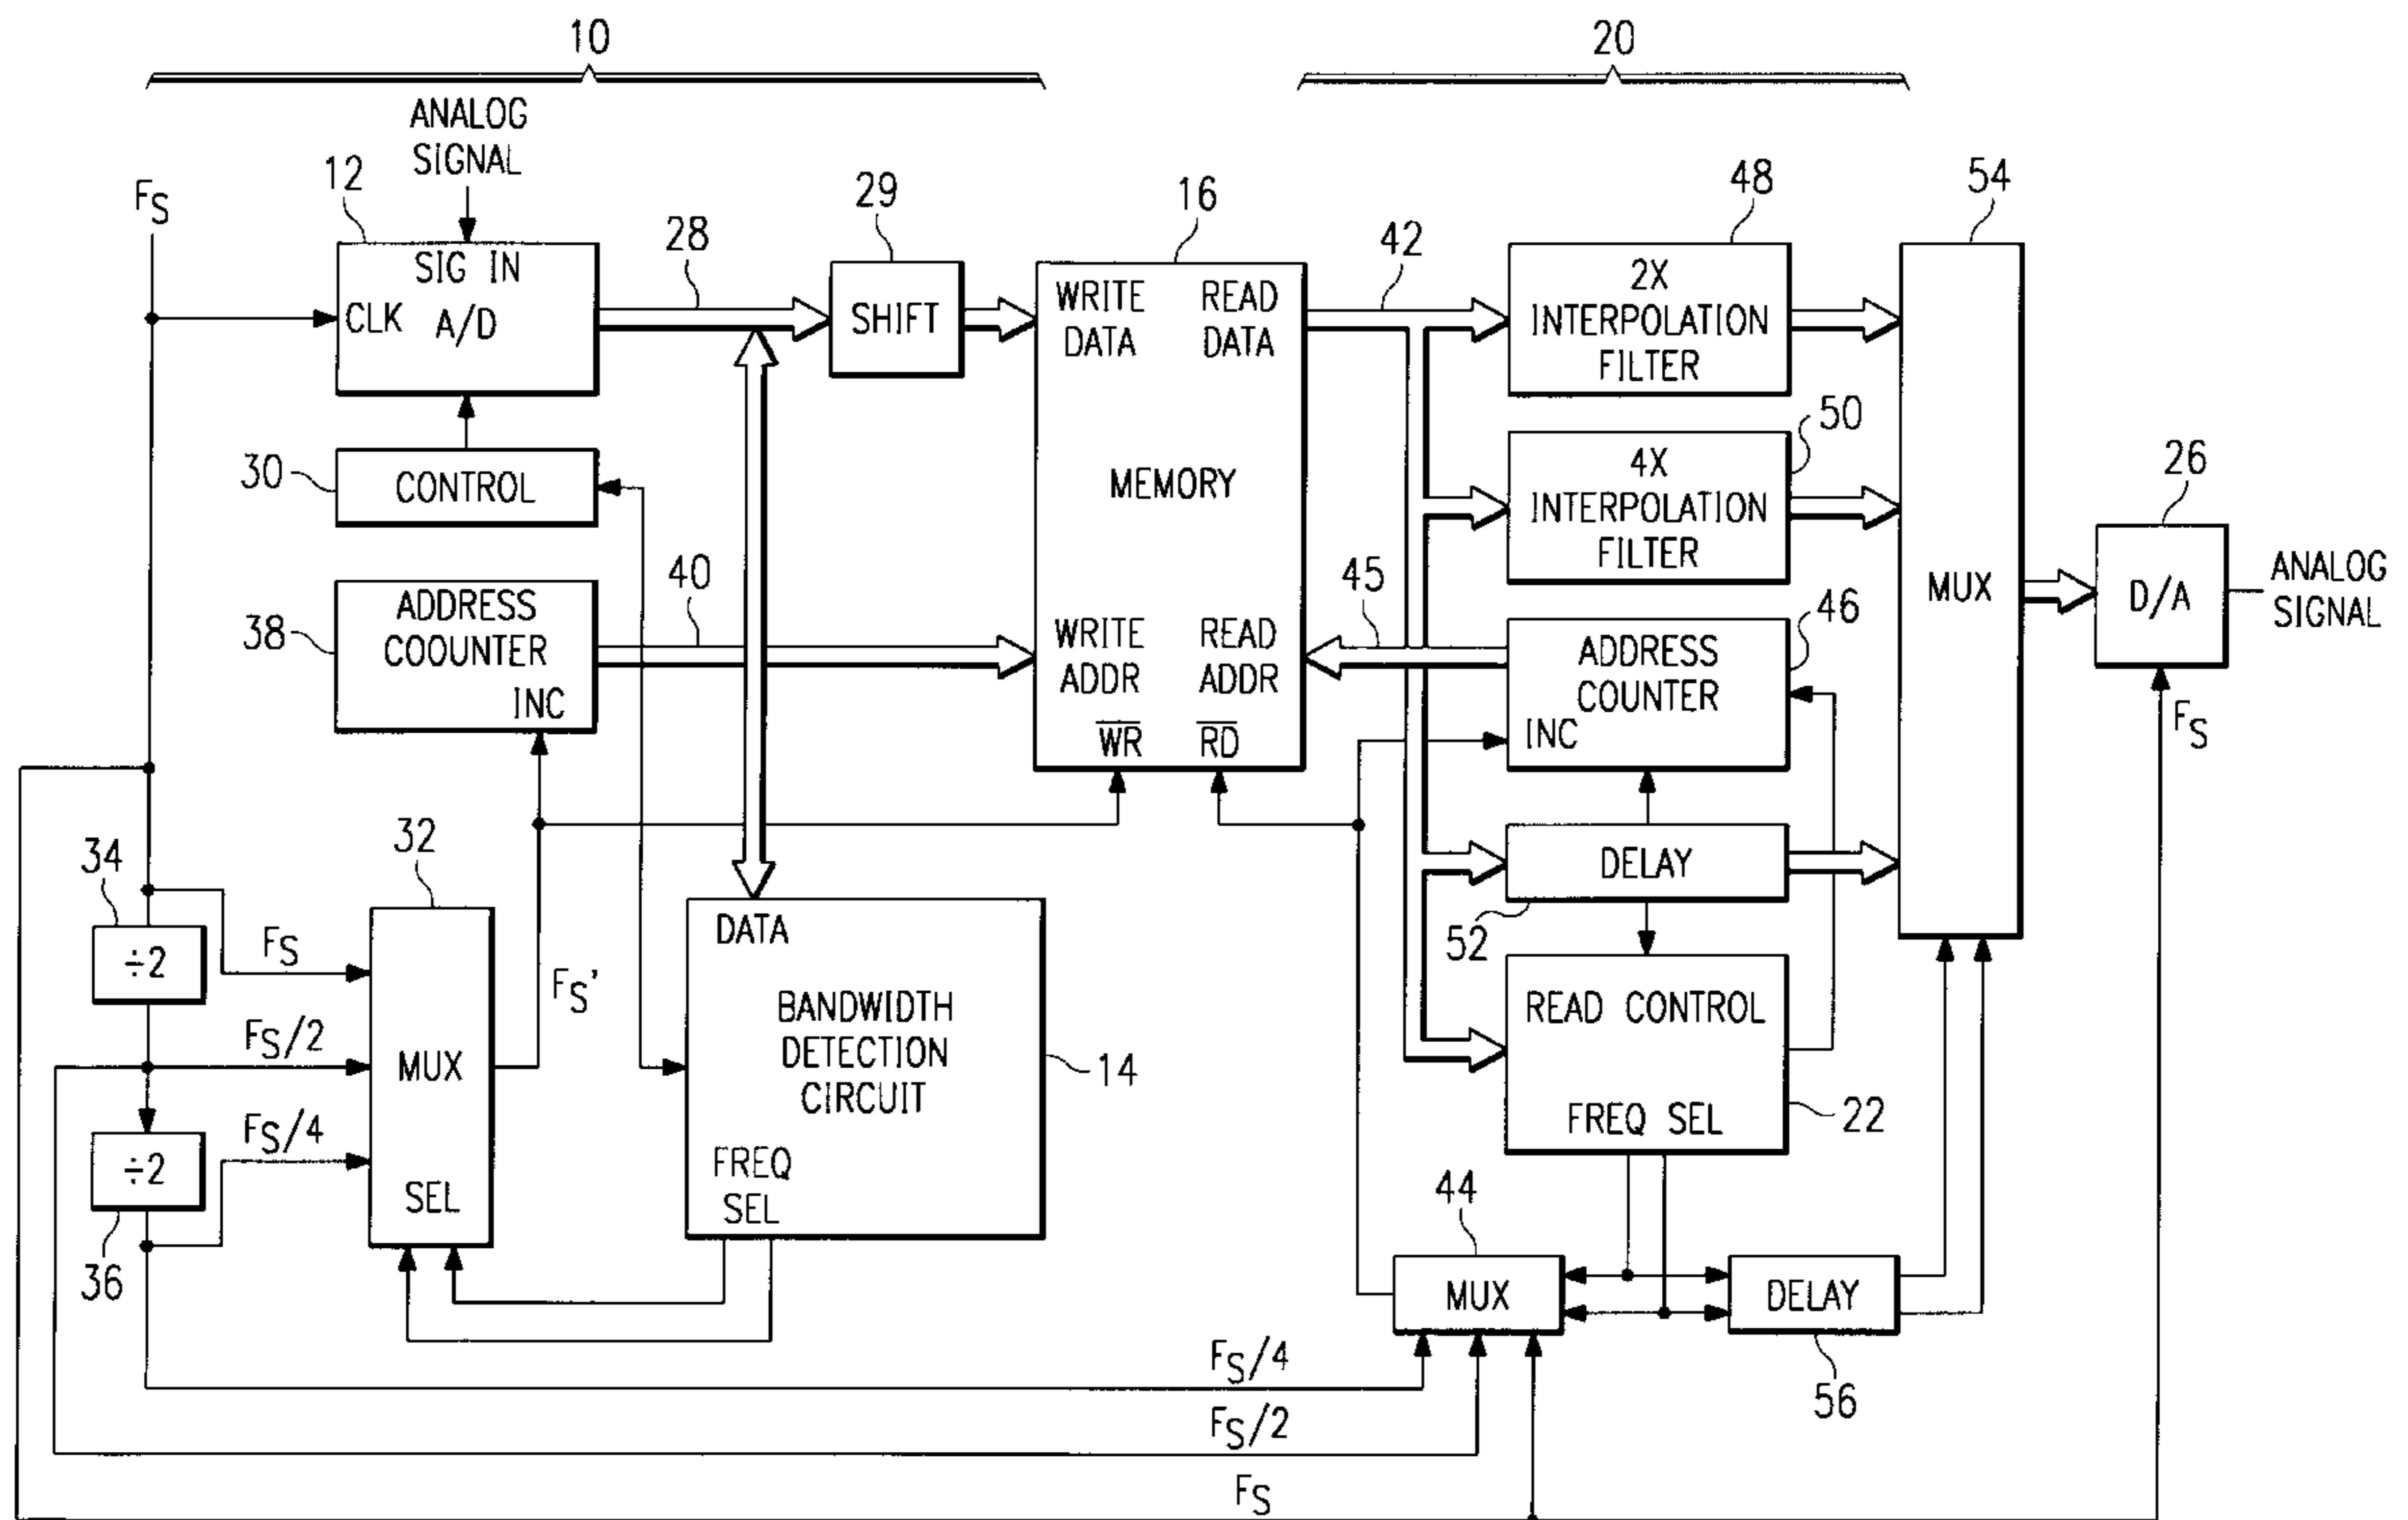 10
20
ANALOG
SIGNAL
FS
12
SIG IN
CLK A/D
28
29
SHIFT
16
WRITE
DATA
READ
DATA
MEMORY
WRITE
ADDR
READ
ADDR
WR
RD
42
48
2X
INTERPOLATION
FILTER
54
MUX
50
4X
INTERPOLATION
FILTER
26
D/A
ANALOG
SIGNAL
FS
30
CONTROL
38
ADDRESS
COOUNTER
INC
40
45
46
ADDRESS
COUNTER
INC
DELAY
52
READ CONTROL
FREQ SEL
22
34
÷2
FS
FS/2
FS/4
÷2
36
32
MUX
SEL
FS'
DATA
BANDWIDTH
DETECTION
CIRCUIT
FREQ
SEL
14
44
MUX
DELAY
56
FS/4
FS/2
FS